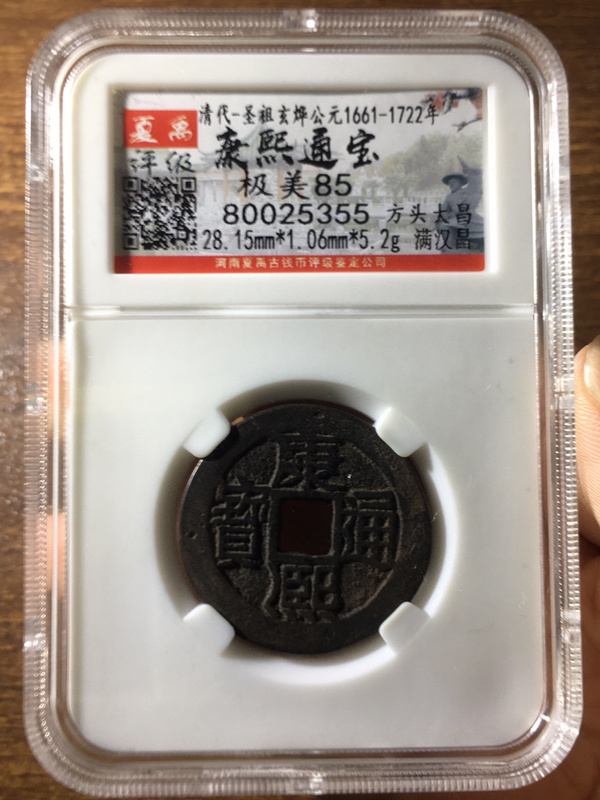 夏禹
评级
清代-圣祖玄烨公元1661-1722年
康熙通宝
极美85
80025355 方头大昌
28.15mm*1.06mm*5.2g 满汉昌
河南夏禹古钱币评级鉴定公司
康熙通寳